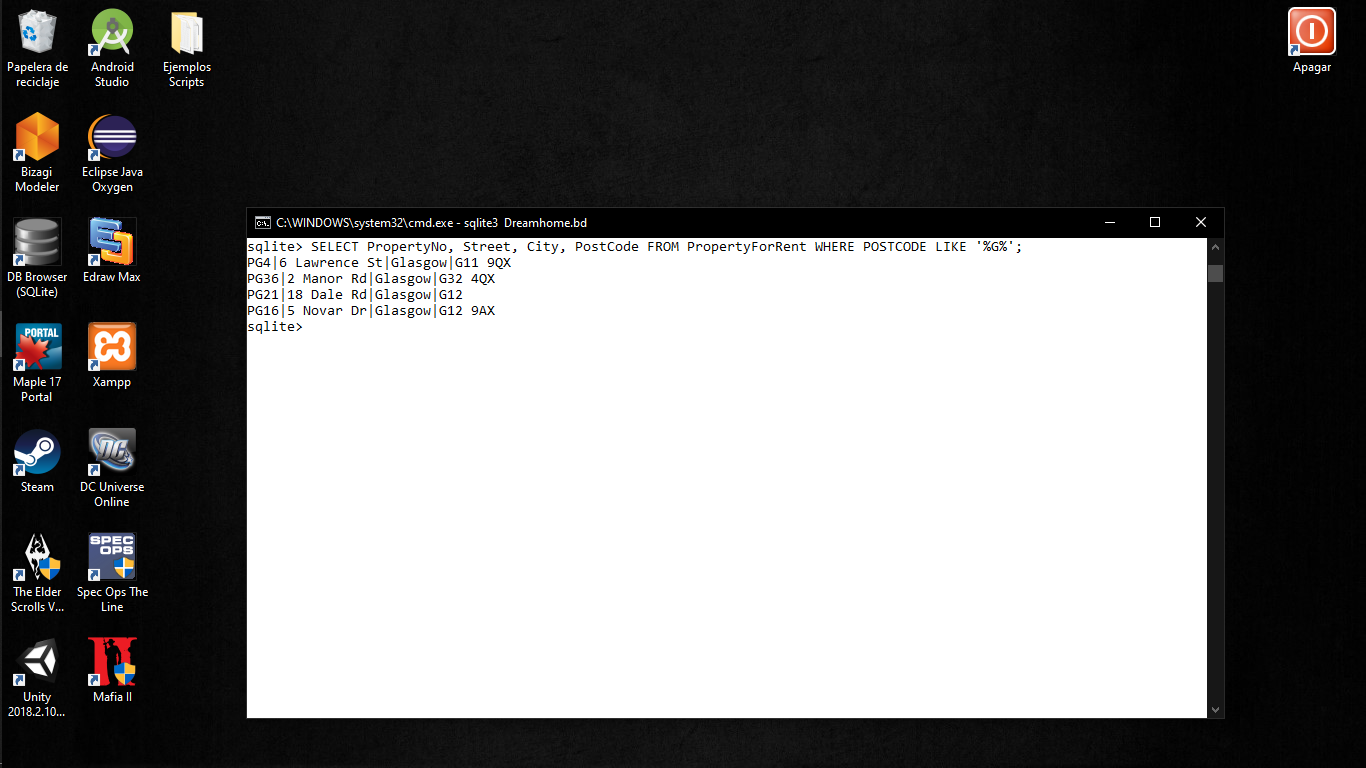 Papelera de
reciclaje
Android
Studio
Ejemplos
Scripts
Apagar
Bizagi
Modeler
Eclipse Java
Oxygen
DB Browser
(SQLite)
Edraw Max
PORTAL
Maple 17
Portal
Xampp
Steam
DC
DC Universe
Online
The Elder
Scrolls V...
SPEC
OPS
Spec Ops The
Line
Unity
2018.2.10...
II
Mafia II
C:\WINDOWS\system32\cmd.exe - sqlite3 Dreamhome.bd
sqlite> SELECT PropertyNo, Street, City, PostCode FROM PropertyForRent WHERE POSTCODE LIKE '%G%';
PG4|6 Lawrence St|Glasgow|G11 9QX
PG36|2 Manor Rd|Glasgow|G32 4QX
PG21|18 Dale Rd|Glasgow|G12
PG16|5 Novar Dr|Glasgow|G12 9AX
sqlite>